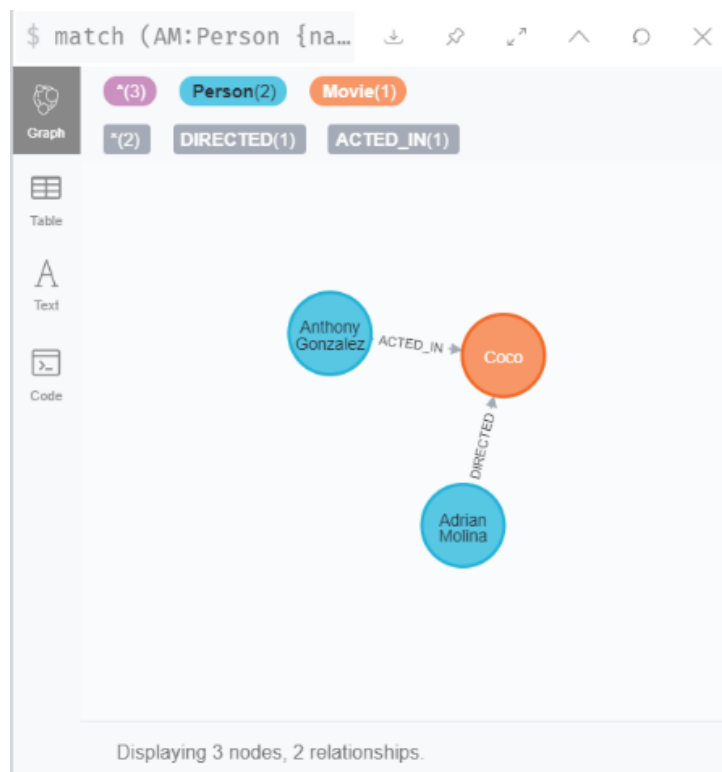 $ match (AM:Person {na…
*(3) Person(2) Movie(1)
*(2) DIRECTED(1) ACTED_IN(1)
Graph
Table
A
Text
Code
Anthony
Gonzalez
ACTED_IN
Coco
DIRECTED
Adrian
Molina
Displaying 3 nodes, 2 relationships.